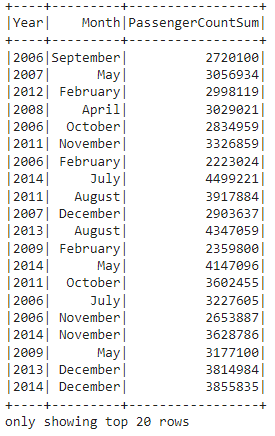 +----+---------+-----------------+
|Year|    Month|PassengerCountSum|
+----+---------+-----------------+
|2006|September|          2720100|
|2007|      May|          3056934|
|2012| February|          2998119|
|2008|    April|          3029021|
|2006|  October|          2834959|
|2011| November|          3326859|
|2006| February|          2223024|
|2014|     July|          4499221|
|2011|   August|          3917884|
|2007| December|          2903637|
|2013|   August|          4347059|
|2009| February|          2359800|
|2014|      May|          4147096|
|2011|  October|          3602455|
|2006|     July|          3227605|
|2006| November|          2653887|
|2014| November|          3628786|
|2009|      May|          3177100|
|2013| December|          3814984|
|2014| December|          3855835|
+----+---------+-----------------+
only showing top 20 rows